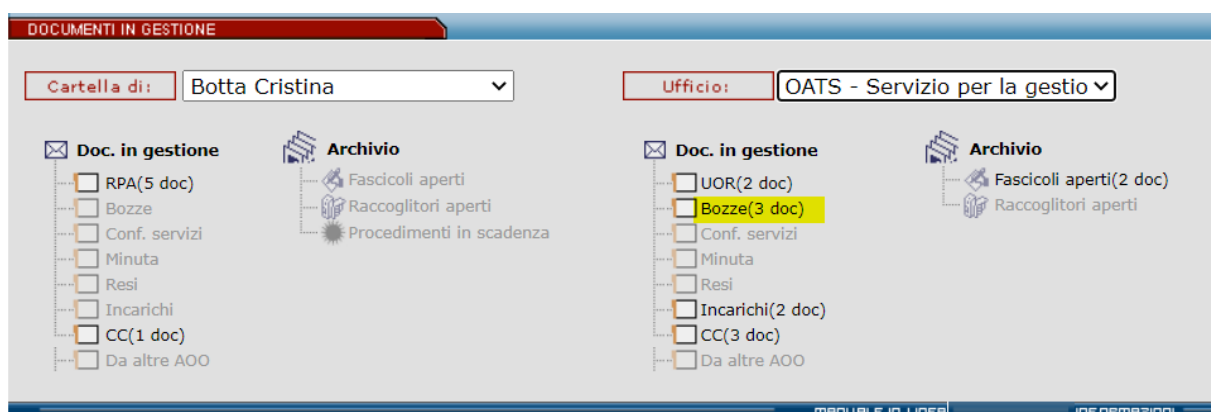 DOCUMENTI IN GESTIONE
Cartella di: Botta Cristina
Ufficio: OATS - Servizio per la gestio
Doc. in gestione
RPA(5 doc)
Bozze
Conf. servizi
Minuta
Resi
Incarichi
CC(1 doc)
Da altre AOO
Archivio
Fascicoli aperti
Raccoglitori aperti
Procedimenti in scadenza
Doc. in gestione
UOR(2 doc)
Bozze(3 doc)
Conf. servizi
Minuta
Resi
Incarichi(2 doc)
CC(3 doc)
Da altre AOO
Archivio
Fascicoli aperti(2 doc)
Raccoglitori aperti